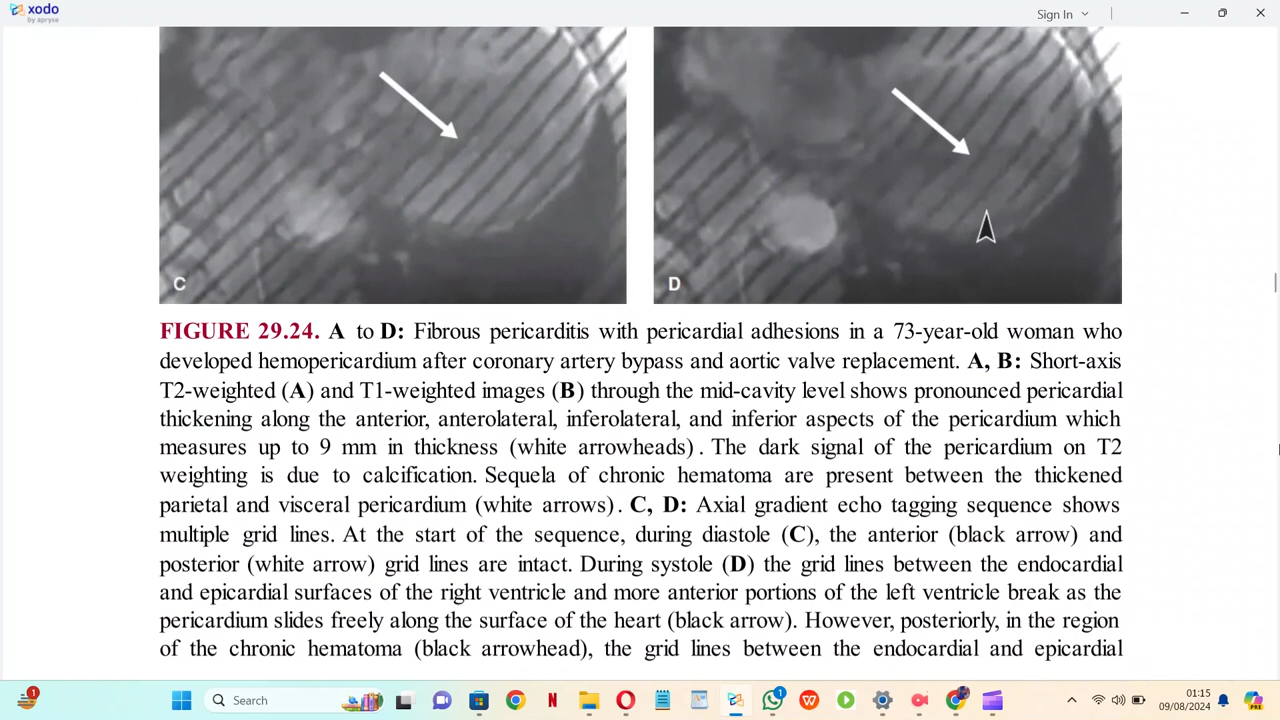 xodo
by apryse
Sign In
C
D
FIGURE 29.24. A to D: Fibrous pericarditis with pericardial adhesions in a 73-year-old woman who
developed hemopericardium after coronary artery bypass and aortic valve replacement. A, B: Short-axis
T2-weighted (A) and T1-weighted images (B) through the mid-cavity level shows pronounced pericardial
thickening along the anterior, anterolateral, inferolateral, and inferior aspects of the pericardium which
measures up to 9 mm in thickness (white arrowheads). The dark signal of the pericardium on T2
weighting is due to calcification. Sequela of chronic hematoma are present between the thickened
parietal and visceral pericardium (white arrows). C, D: Axial gradient echo tagging sequence shows
multiple grid lines. At the start of the sequence, during diastole (C), the anterior (black arrow) and
posterior (white arrow) grid lines are intact. During systole (D) the grid lines between the endocardial
and epicardial surfaces of the right ventricle and more anterior portions of the left ventricle break as the
pericardium slides freely along the surface of the heart (black arrow). However, posteriorly, in the region
of the chronic hematoma (black arrowhead), the grid lines between the endocardial and epicardial
1
Search
N
1
W
01:15
09/08/2024
PRE